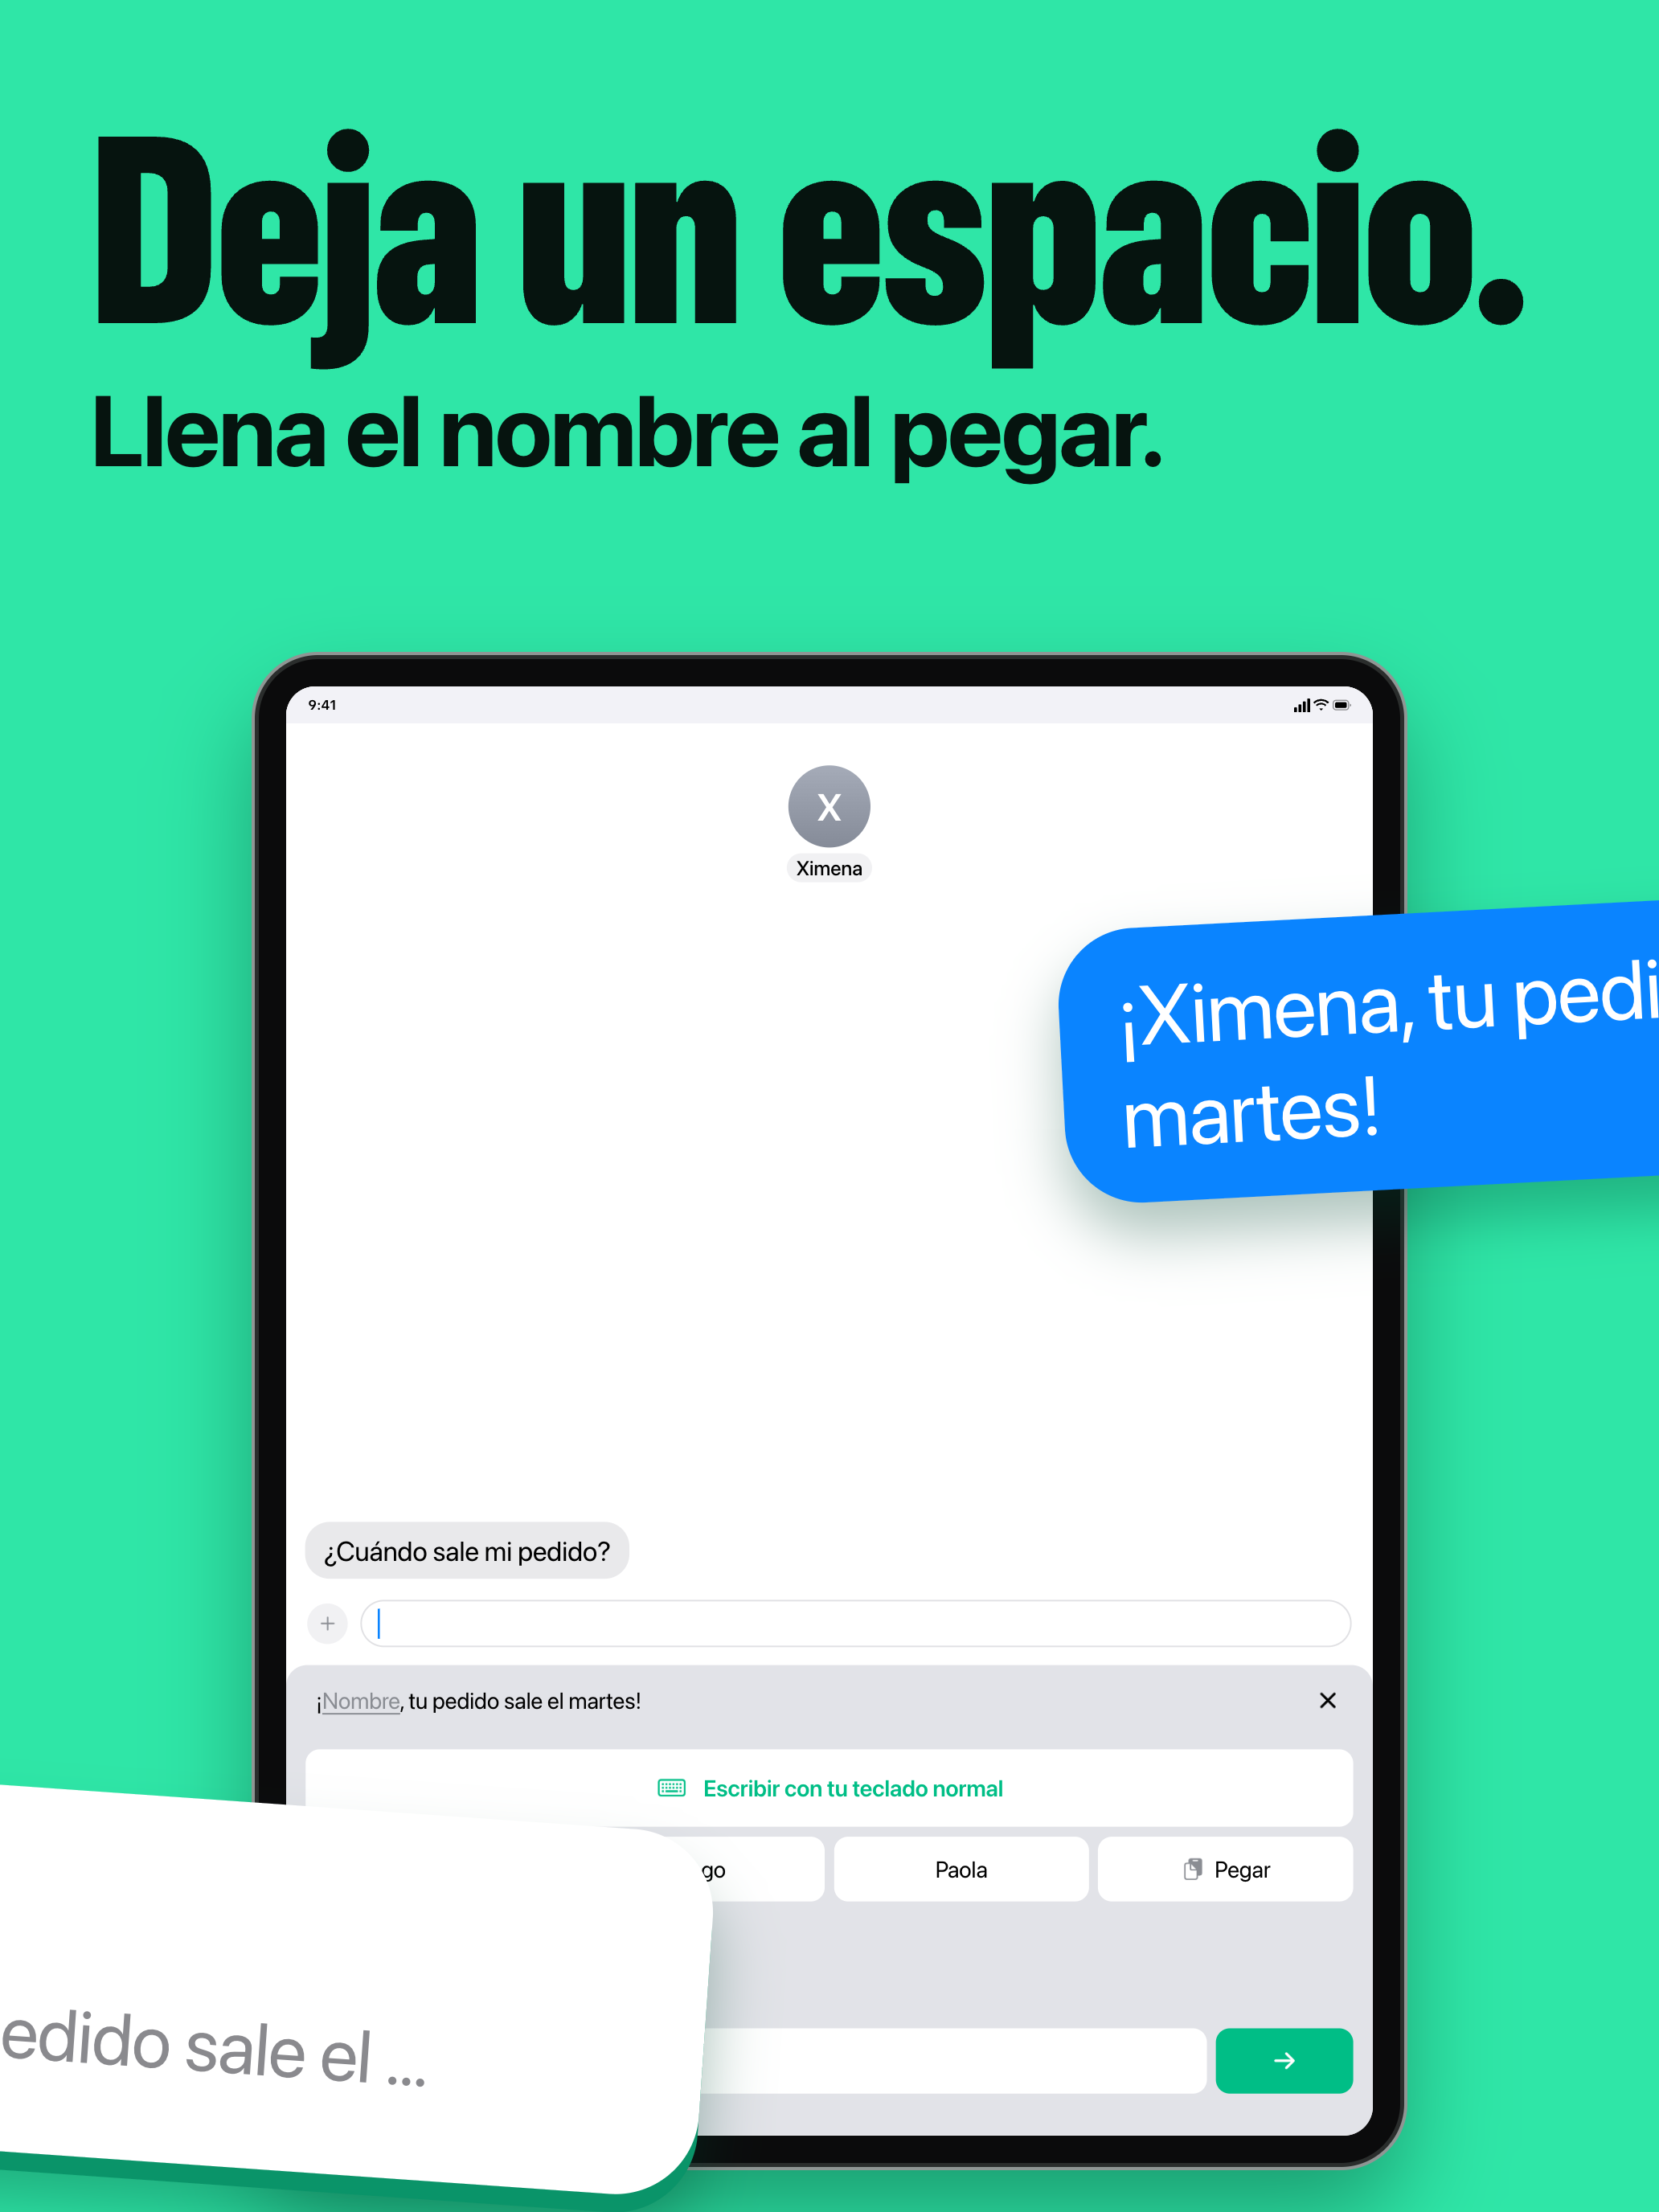 Deja un espacio.
Llena el nombre al pegar.
9:41
X
Ximena
¡Ximena, tu pedi
martes!
¿Cuándo sale mi pedido?
¡Nombre, tu pedido sale el martes!
Escribir con tu teclado normal
go
Paola
Pegar
edido sale el ...